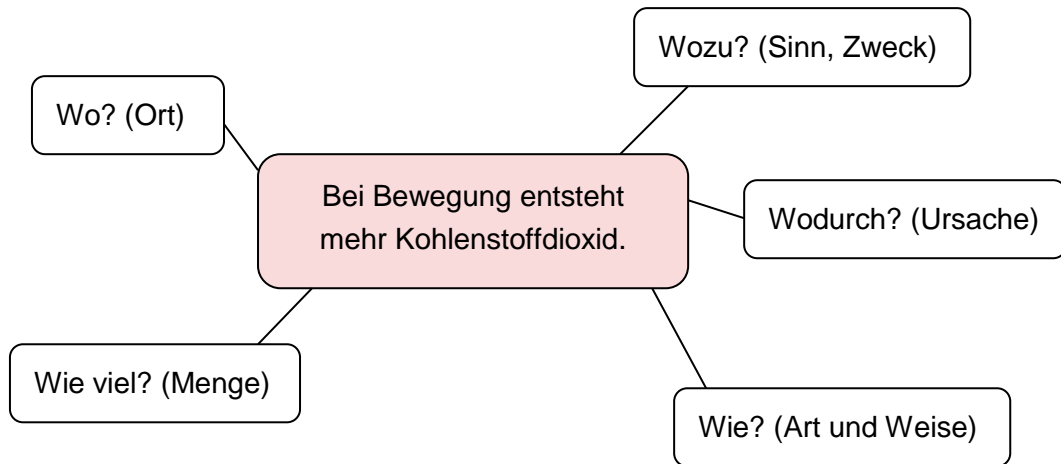 Wozu? (Sinn, Zweck)
Wo? (Ort)
Bei Bewegung entsteht
mehr Kohlenstoffdioxid.
Wodurch? (Ursache)
Wie viel? (Menge)
Wie? (Art und Weise)